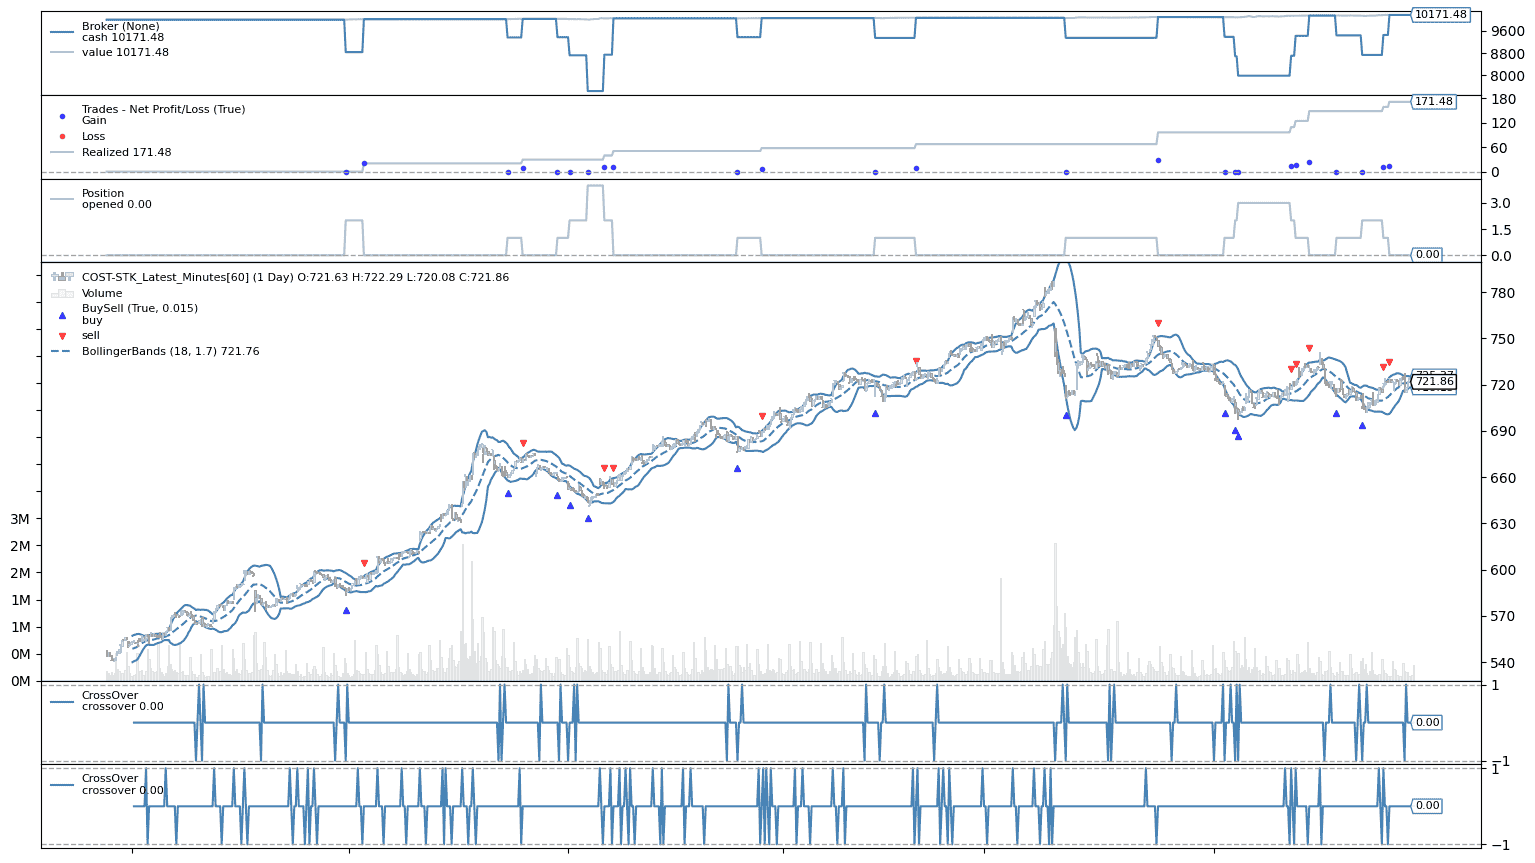 Broker (None)
cash 10171.48
value 10171.48
10171.48
9600
8800
8000
Trades - Net Profit/Loss (True)
Gain
Loss
Realized 171.48
171.48
180
120
60
0
Position
opened 0.00
3.0
1.5
0.0
0.00
COST-STK_Latest_Minutes[60] (1 Day) O:721.63 H:722.29 L:720.08 C:721.86
Volume
BuySell (True, 0.015)
buy
sell
BollingerBands (18, 1.7) 721.76
780
750
720
690
660
630
600
570
540
721.86
3M
2M
2M
1M
1M
0M
0M
CrossOver
crossover 0.00
1
0.00
−1
CrossOver
crossover 0.00
1
0.00
−1